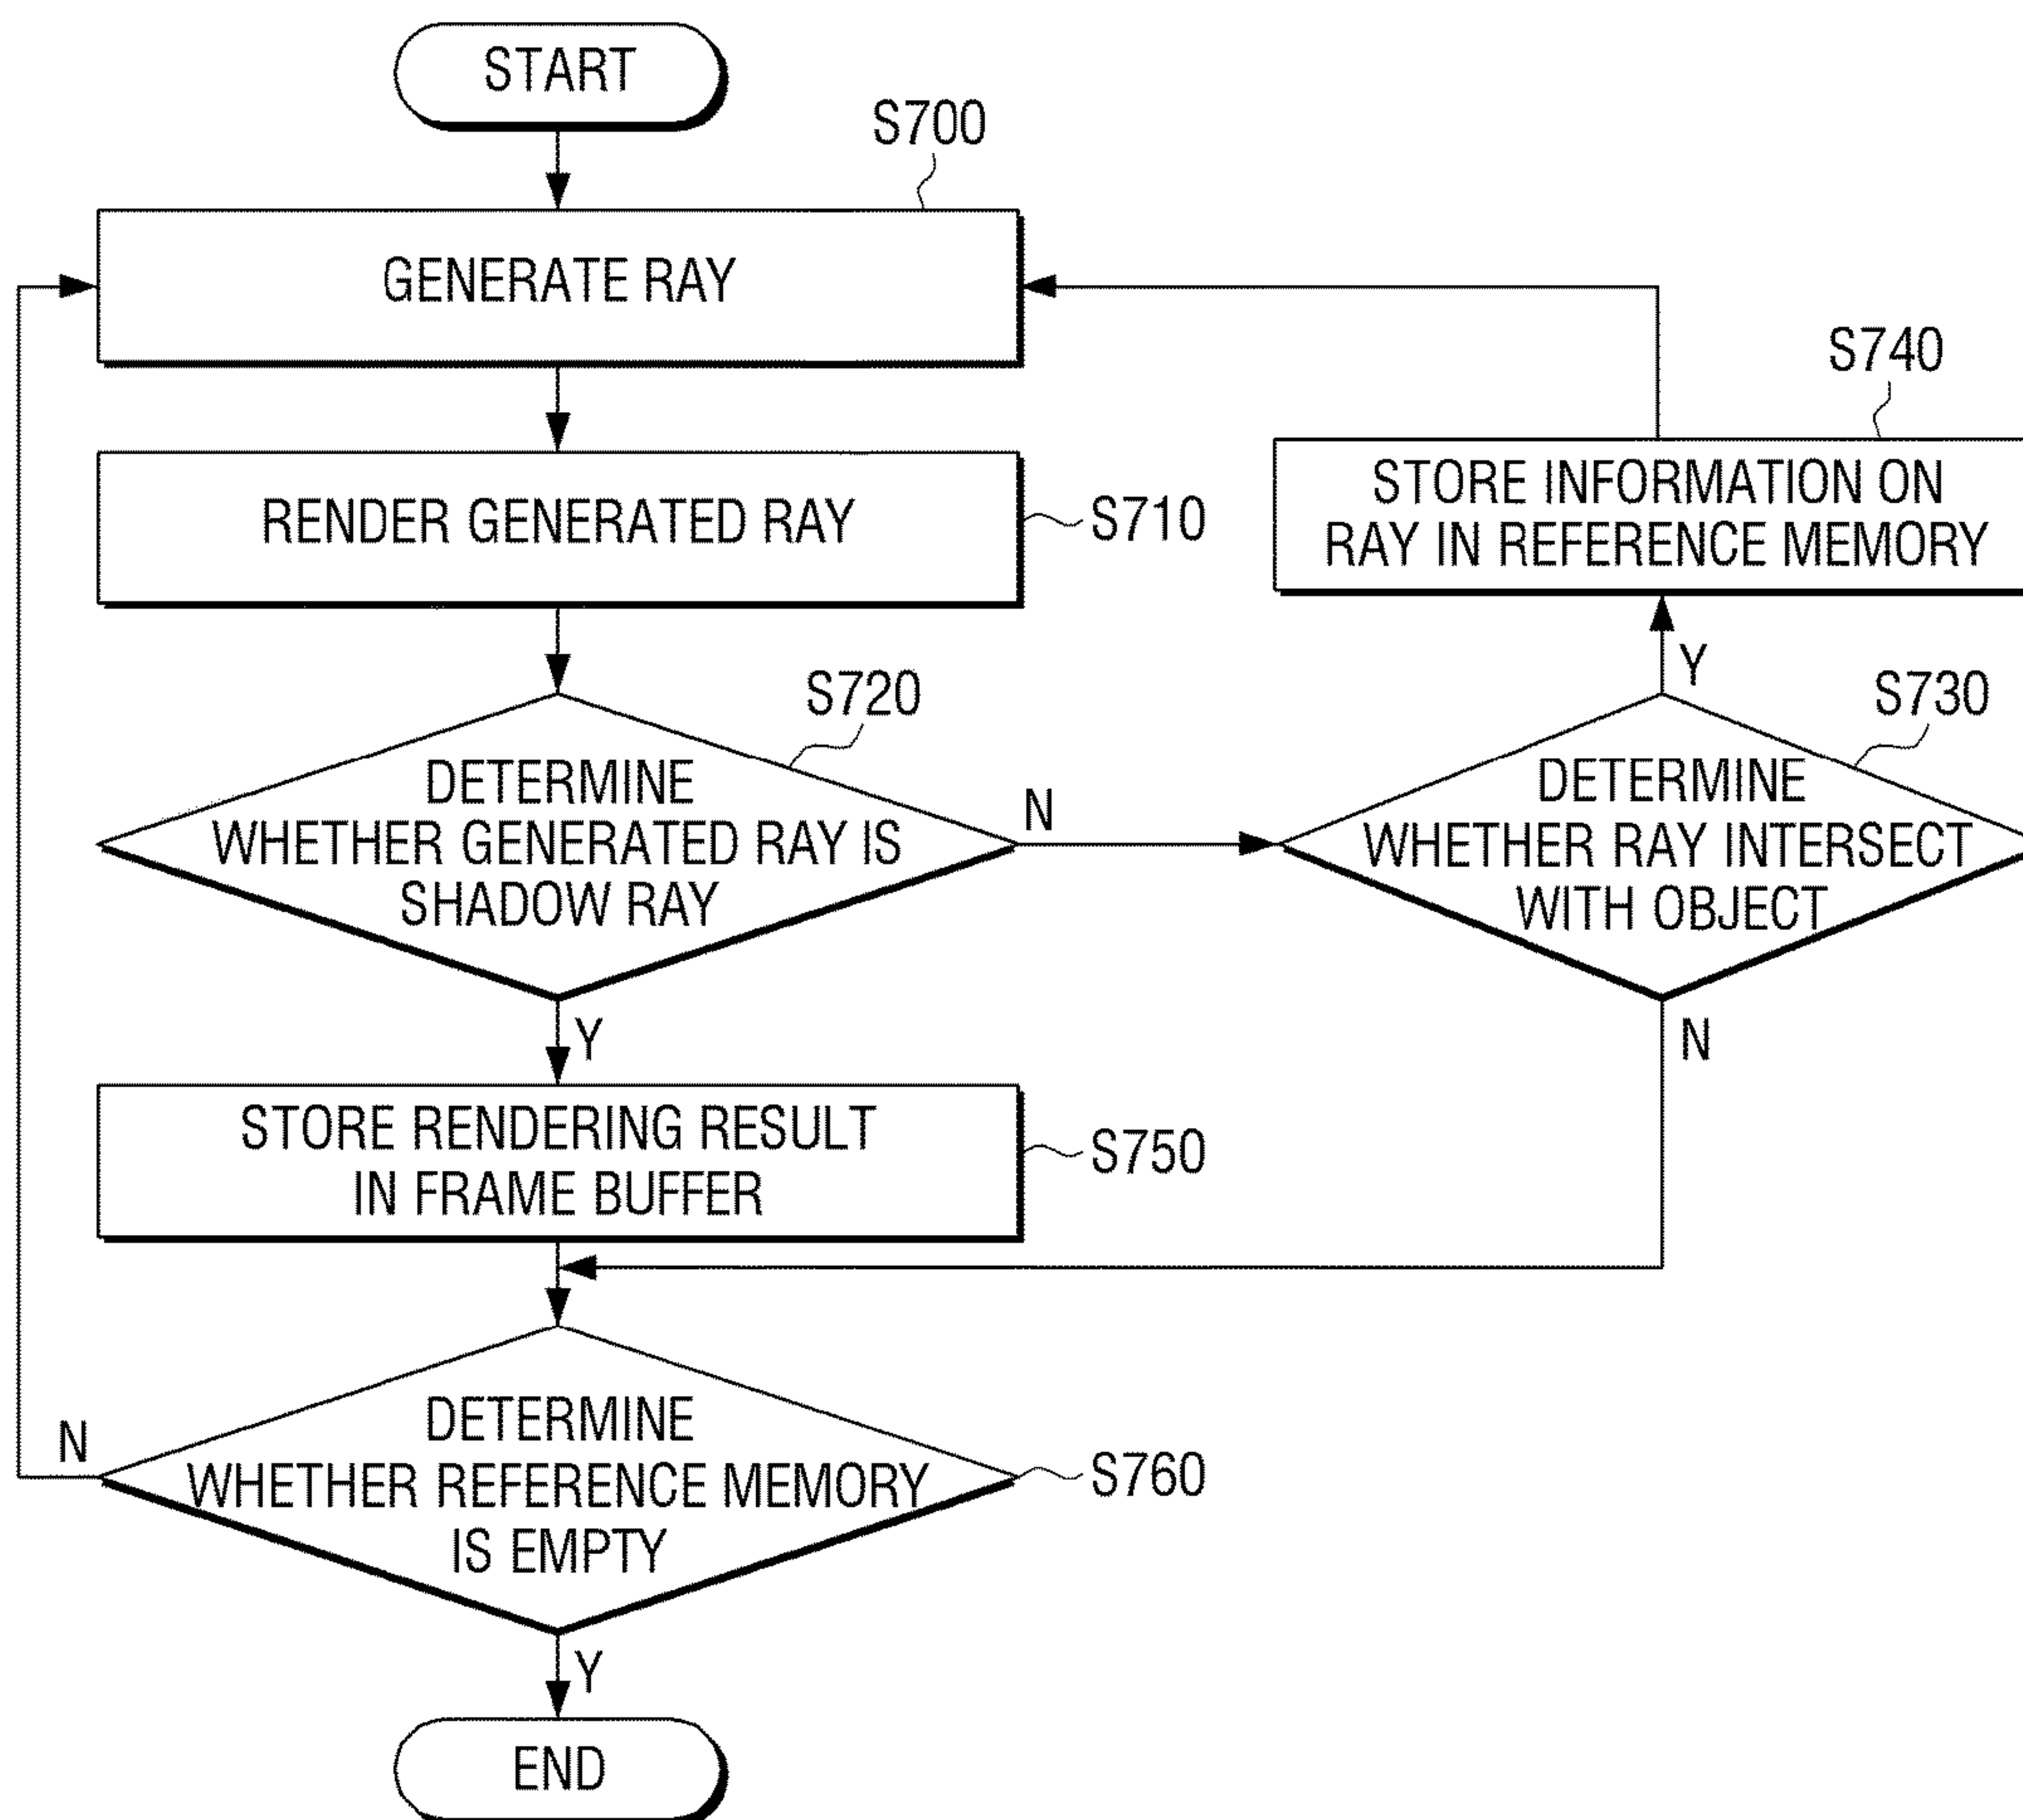 START
S700
GENERATE RAY
S740
STORE INFORMATION ON
RAY IN REFERENCE MEMORY
RENDER GENERATED RAY
S710
S720
DETERMINE
WHETHER GENERATED RAY IS
SHADOW RAY
N
Y
S730
DETERMINE
WHETHER RAY INTERSECT
WITH OBJECT
Y
N
STORE RENDERING RESULT
IN FRAME BUFFER
S750
DETERMINE
WHETHER REFERENCE MEMORY
IS EMPTY
S760
N
Y
END